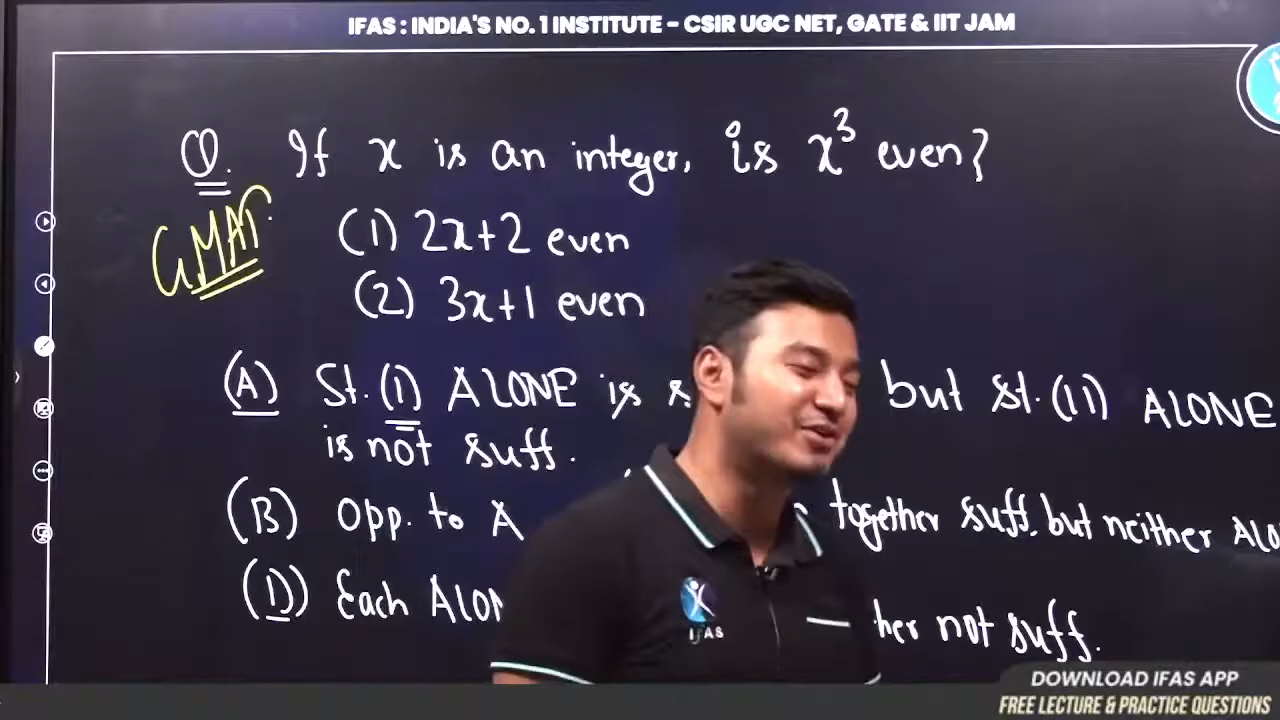 IFAS : INDIA'S NO. 1 INSTITUTE - CSIR UGC NET, GATE & IIT JAM
Q. If x is an integer, is x³ even?
GMAT
(1) 2x+2 even
(2) 3x+1 even
(A) St. (1) ALONE is but st. (11) ALONE
is not suff.
(B) Opp. to A together suff. but neither
(D) Each not suff.
IFAS
DOWNLOAD IFAS APP
FREE LECTURE & PRACTICE QUESTIONS